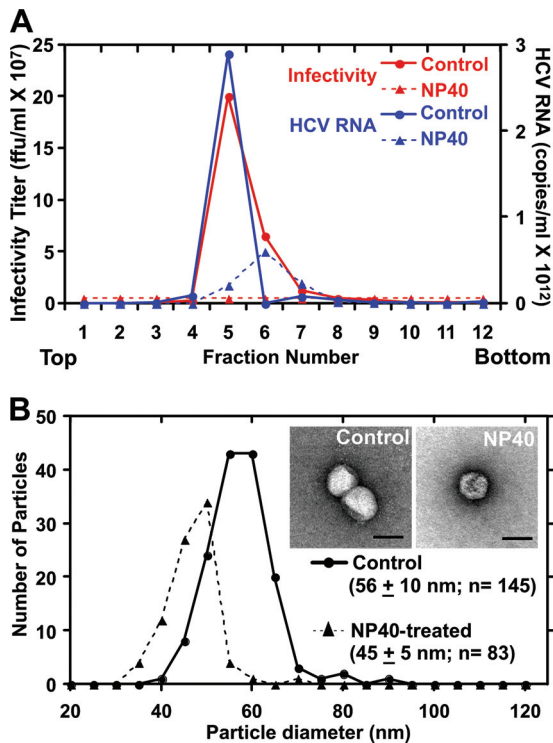 A
Infectivity Titer (ffu/ml X 10⁷)
25
20
15
10
5
0
Infectivity
Control
NP40
HCV RNA
Control
NP40
3
2
1
0
HCV RNA (copies/ml X 10¹²)
1 2 3 4 5 6 7 8 9 10 11 12
Top Fraction Number Bottom
B
Number of Particles
50
40
30
20
10
0
Control
NP40
Control
(56 ± 10 nm; n= 145)
NP40-treated
(45 ± 5 nm; n= 83)
20 40 60 80 100 120
Particle diameter (nm)